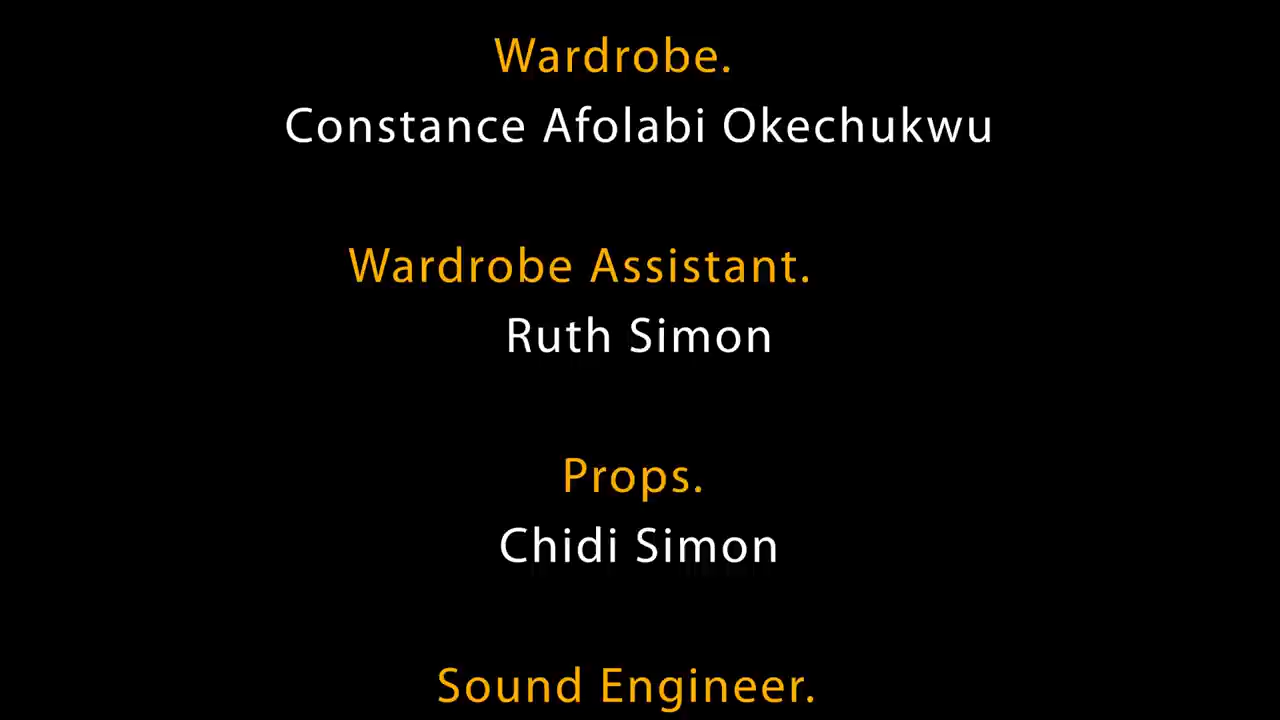 Wardrobe.
Constance Afolabi Okechukwu
Wardrobe Assistant.
Ruth Simon
Props.
Chidi Simon
Sound Engineer.